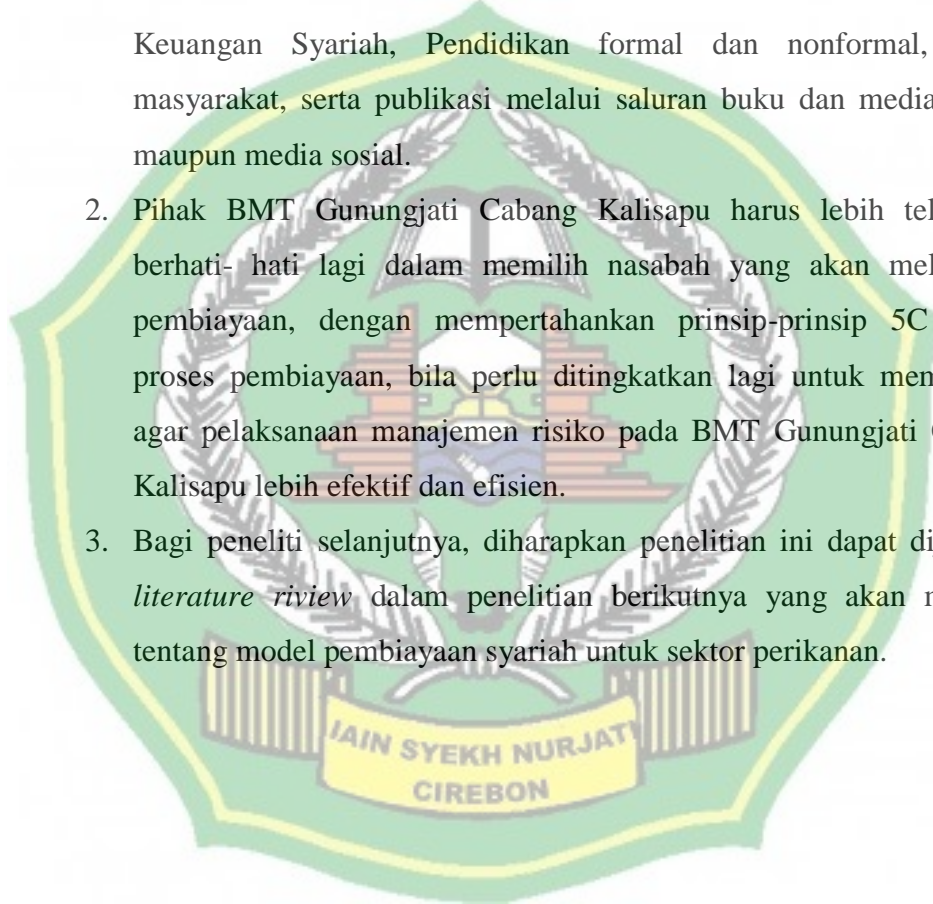 Keuangan Syariah, Pendidikan formal dan nonformal,
masyarakat, serta publikasi melalui saluran buku dan media
maupun media sosial.
2. Pihak BMT Gunungjati Cabang Kalisapu harus lebih
berhati- hati lagi dalam memilih nasabah yang akan
pembiayaan, dengan mempertahankan prinsip-prinsip 5C
proses pembiayaan, bila perlu ditingkatkan lagi untuk
agar pelaksanaan manajemen risiko pada BMT Gunungjati
Kalisapu lebih efektif dan efisien.
3. Bagi peneliti selanjutnya, diharapkan penelitian ini dapat
literature riview dalam penelitian berikutnya yang akan
tentang model pembiayaan syariah untuk sektor perikanan.
IAIN SYEKH NURJATI
CIREBON